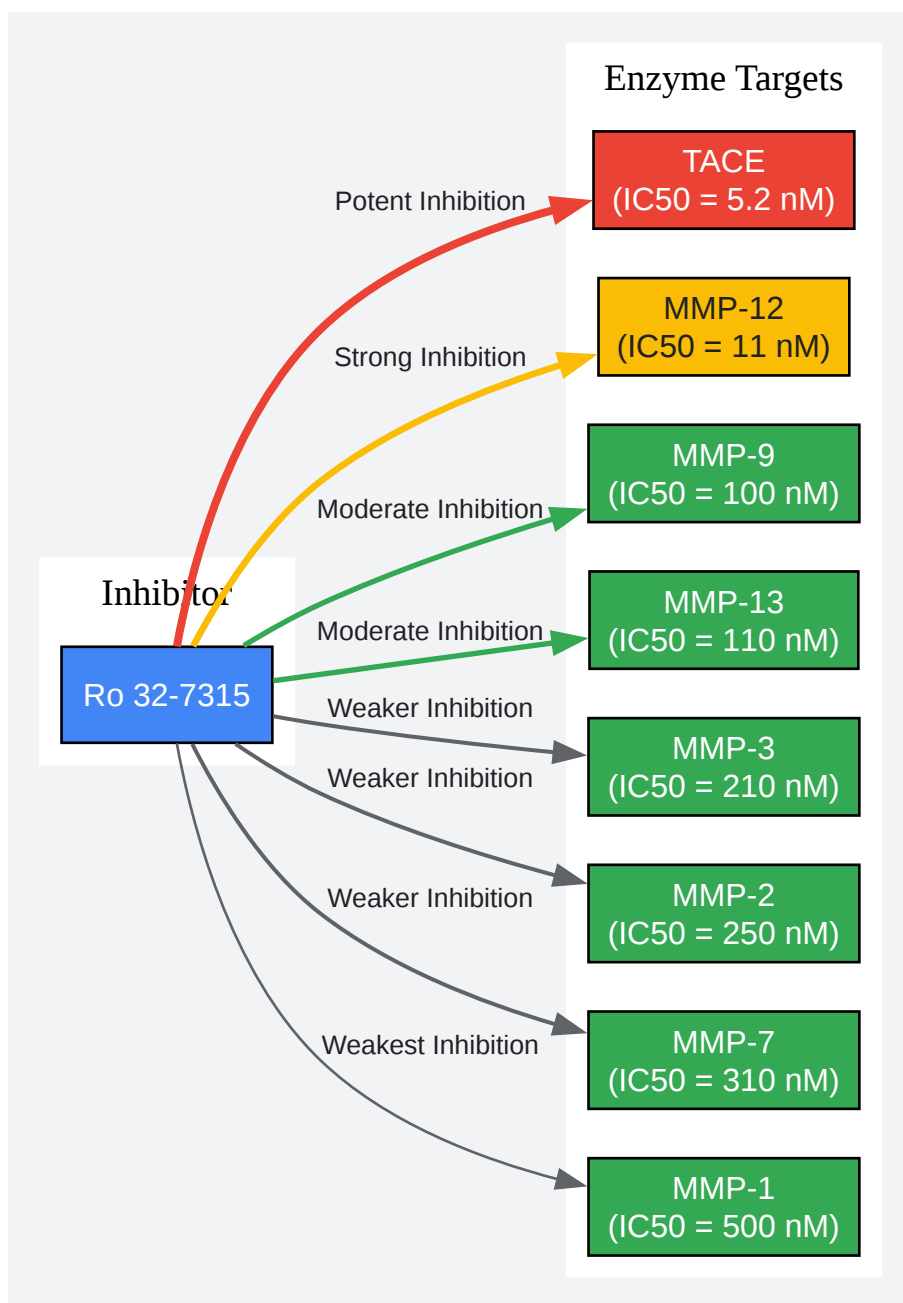 Enzyme Targets
TACE
(IC50 = 5.2 nM)
Potent Inhibition
MMP-12
(IC50 = 11 nM)
Strong Inhibition
MMP-9
(IC50 = 100 nM)
Moderate Inhibition
Inhibitor
MMP-13
(IC50 = 110 nM)
Moderate Inhibition
Ro 32-7315
Weaker Inhibition
MMP-3
(IC50 = 210 nM)
Weaker Inhibition
MMP-2
(IC50 = 250 nM)
Weaker Inhibition
MMP-7
(IC50 = 310 nM)
Weakest Inhibition
MMP-1
(IC50 = 500 nM)